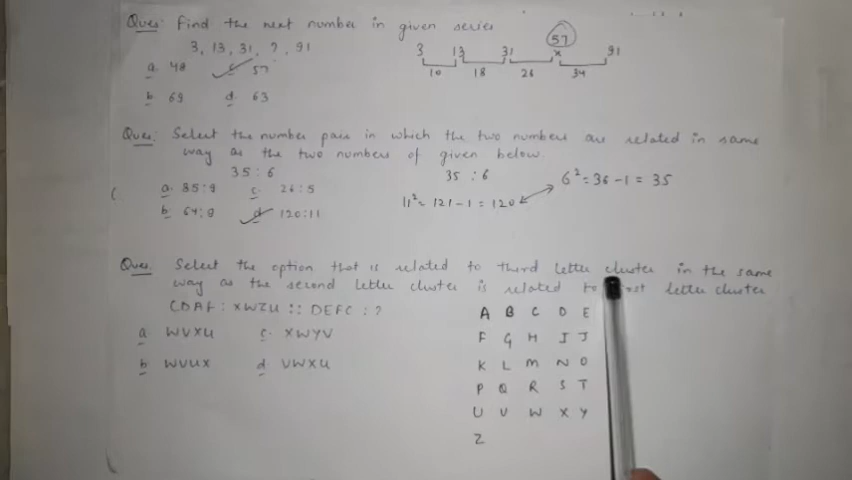 Ques: Find the next number in given series
3, 13, 31, ?, 91
a. 48 c. 57
b 69 d. 63
57
3 13 31 x 91
10 18 26 34
Ques: Select the number pair in which the two numbers are related in same
way as the two numbers of given below
35 : 6
a. 85:9 c. 26:5
b 64:8 d 120:11
35 : 6
6² = 36 - 1 = 35
11² = 121 - 1 = 120
Ques Select the option that is related to third letter cluster in the same
way as the second letter cluster is related to letter cluster
CDAF : XWZU :: DEFC : ?
a. WVXU c. XWYV
b WVUX d VWXU
A B C D E
F G H I J
K L M N O
P Q R S T
U V W X Y
Z